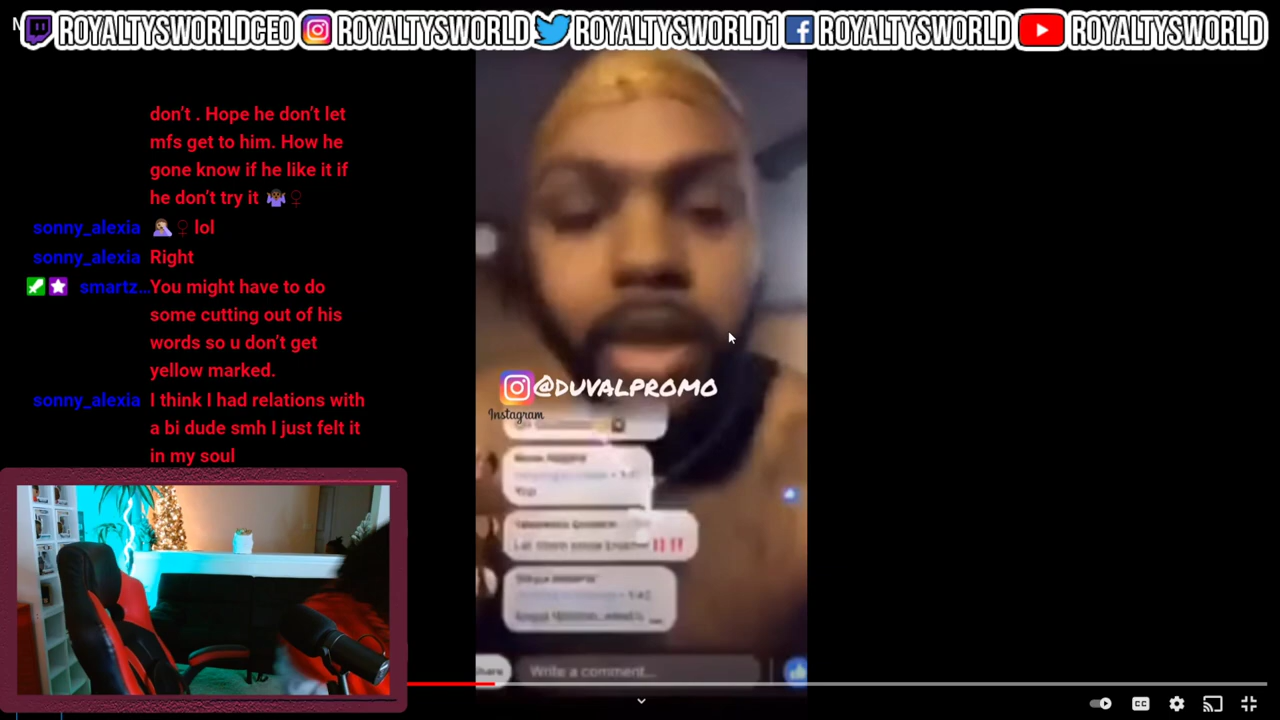 ROYALTYSWORLDCEO ROYALTYSWORLD ROYALTYSWORLD1 ROYALTYSWORLD ROYALTYSWORLD
don't . Hope he don't let
mfs get to him. How he
gone know if he like it if
he don't try it 🤷🏾♀
sonny_alexia 🤦🏼♀ lol
sonny_alexia Right
smartz... You might have to do
some cutting out of his
words so u don't get
yellow marked.
sonny_alexia I think I had relations with
a bi dude smh I just felt it
in my soul
@DUVALPROMO
Instagram
Write a comment...
CC